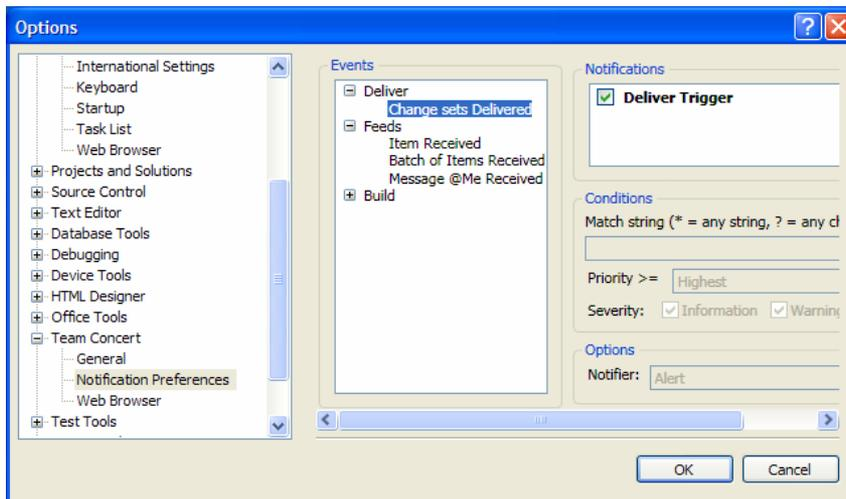 Options
International Settings
Keyboard
Startup
Task List
Web Browser
Projects and Solutions
Source Control
Text Editor
Database Tools
Debugging
Device Tools
HTML Designer
Office Tools
Team Concert
General
Notification Preferences
Web Browser
Test Tools
Events
Deliver
Change sets Delivered
Feeds
Item Received
Batch of Items Received
Message @Me Received
Build
Notifications
Deliver Trigger
Conditions
Match string (* = any string, ? = any ch
Priority >= Highest
Severity: Information Warning
Options
Notifier: Alert
OK Cancel